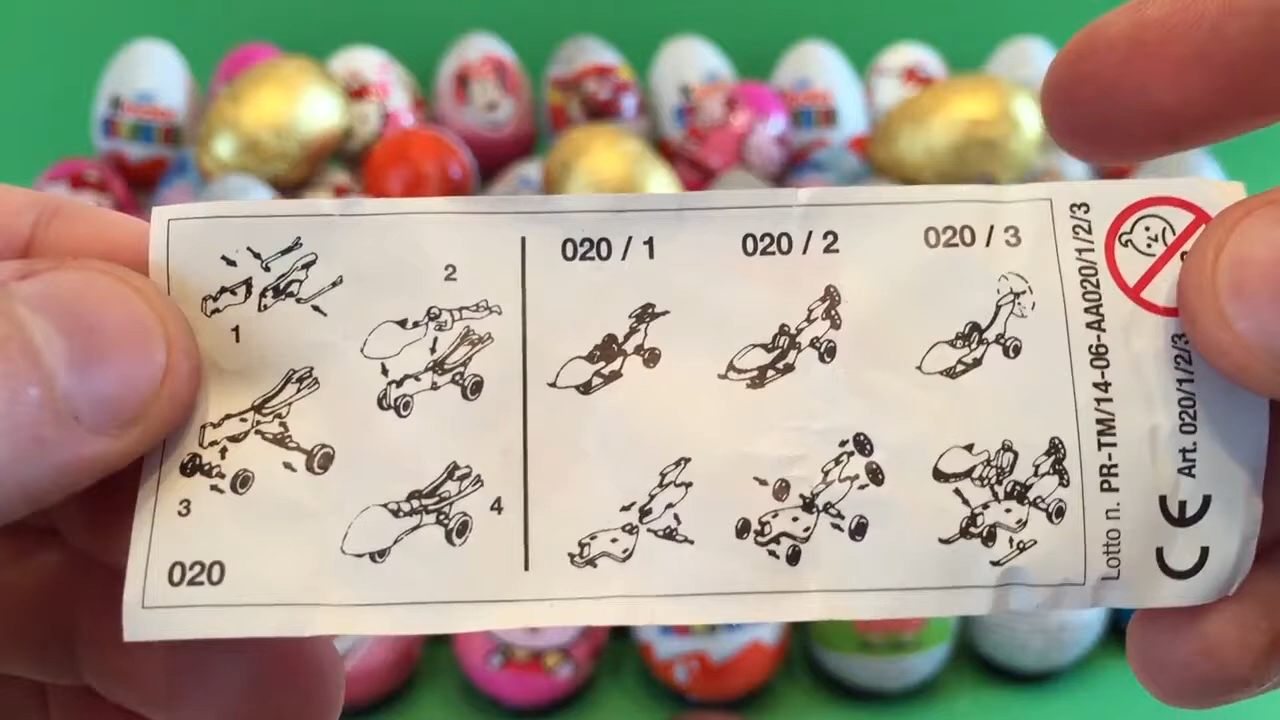 1
2
3
4
020
020 / 1
020 / 2
020 / 3
Lotto n. PR-TM/14-06-AA020/1/2/3
CE Art. 020/1/2/3